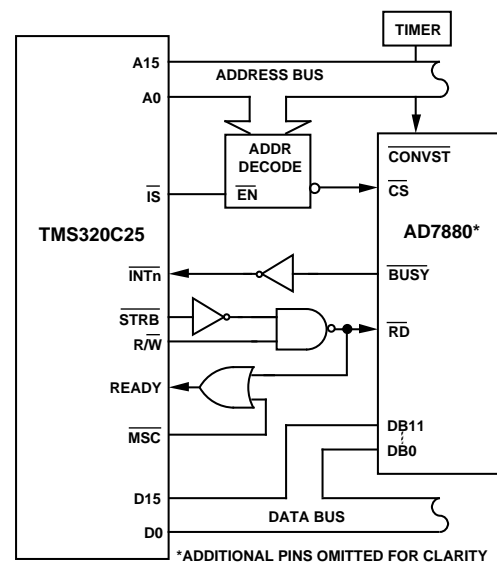 TIMER
A15
ADDRESS BUS
A0
ADDR
DECODE
CONVST
IS
EN
CS
TMS320C25
AD7880*
INTn
BUSY
STRB
R/W
RD
READY
MSC
DB11
DB0
D15
DATA BUS
D0
*ADDITIONAL PINS OMITTED FOR CLARITY